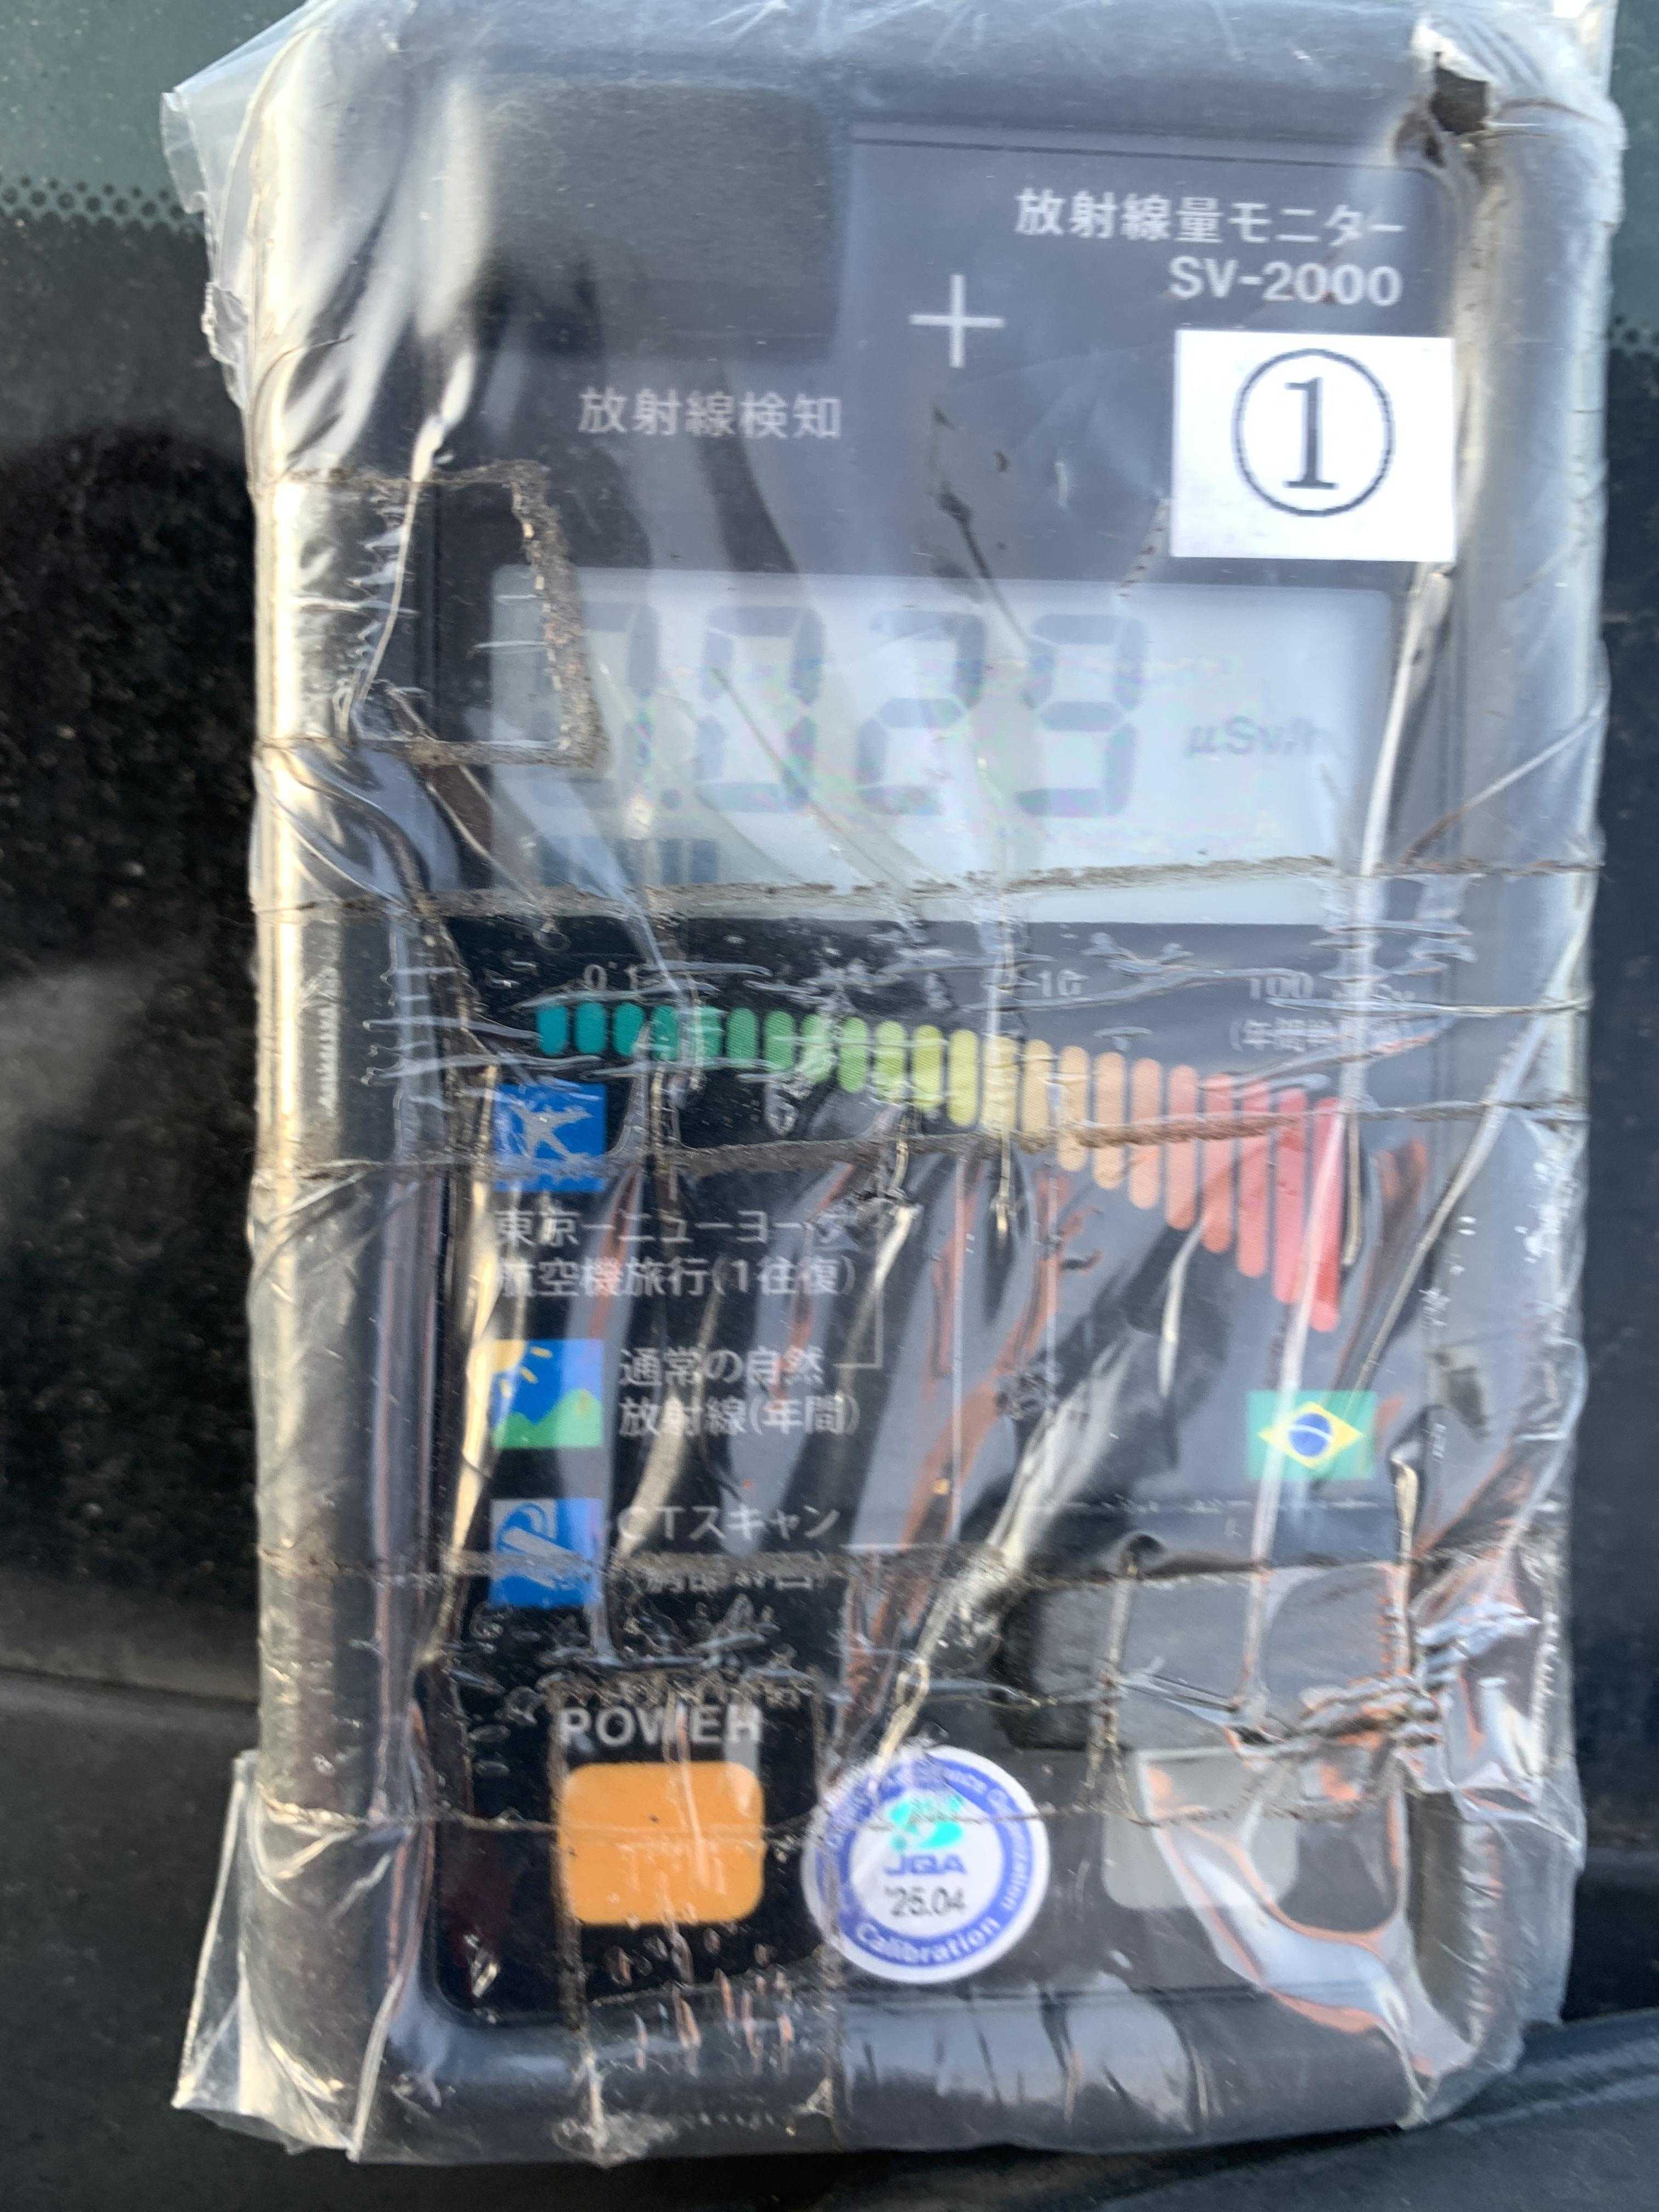 放射線量モニター
SV-2000
①
放射線検知
μSv/h
0.1 10 100
東京ーニューヨーク
航空機旅行(1往復)
通常の自然
放射線(年間)
CTスキャン
POWER
JQA
'25.04
Calibration